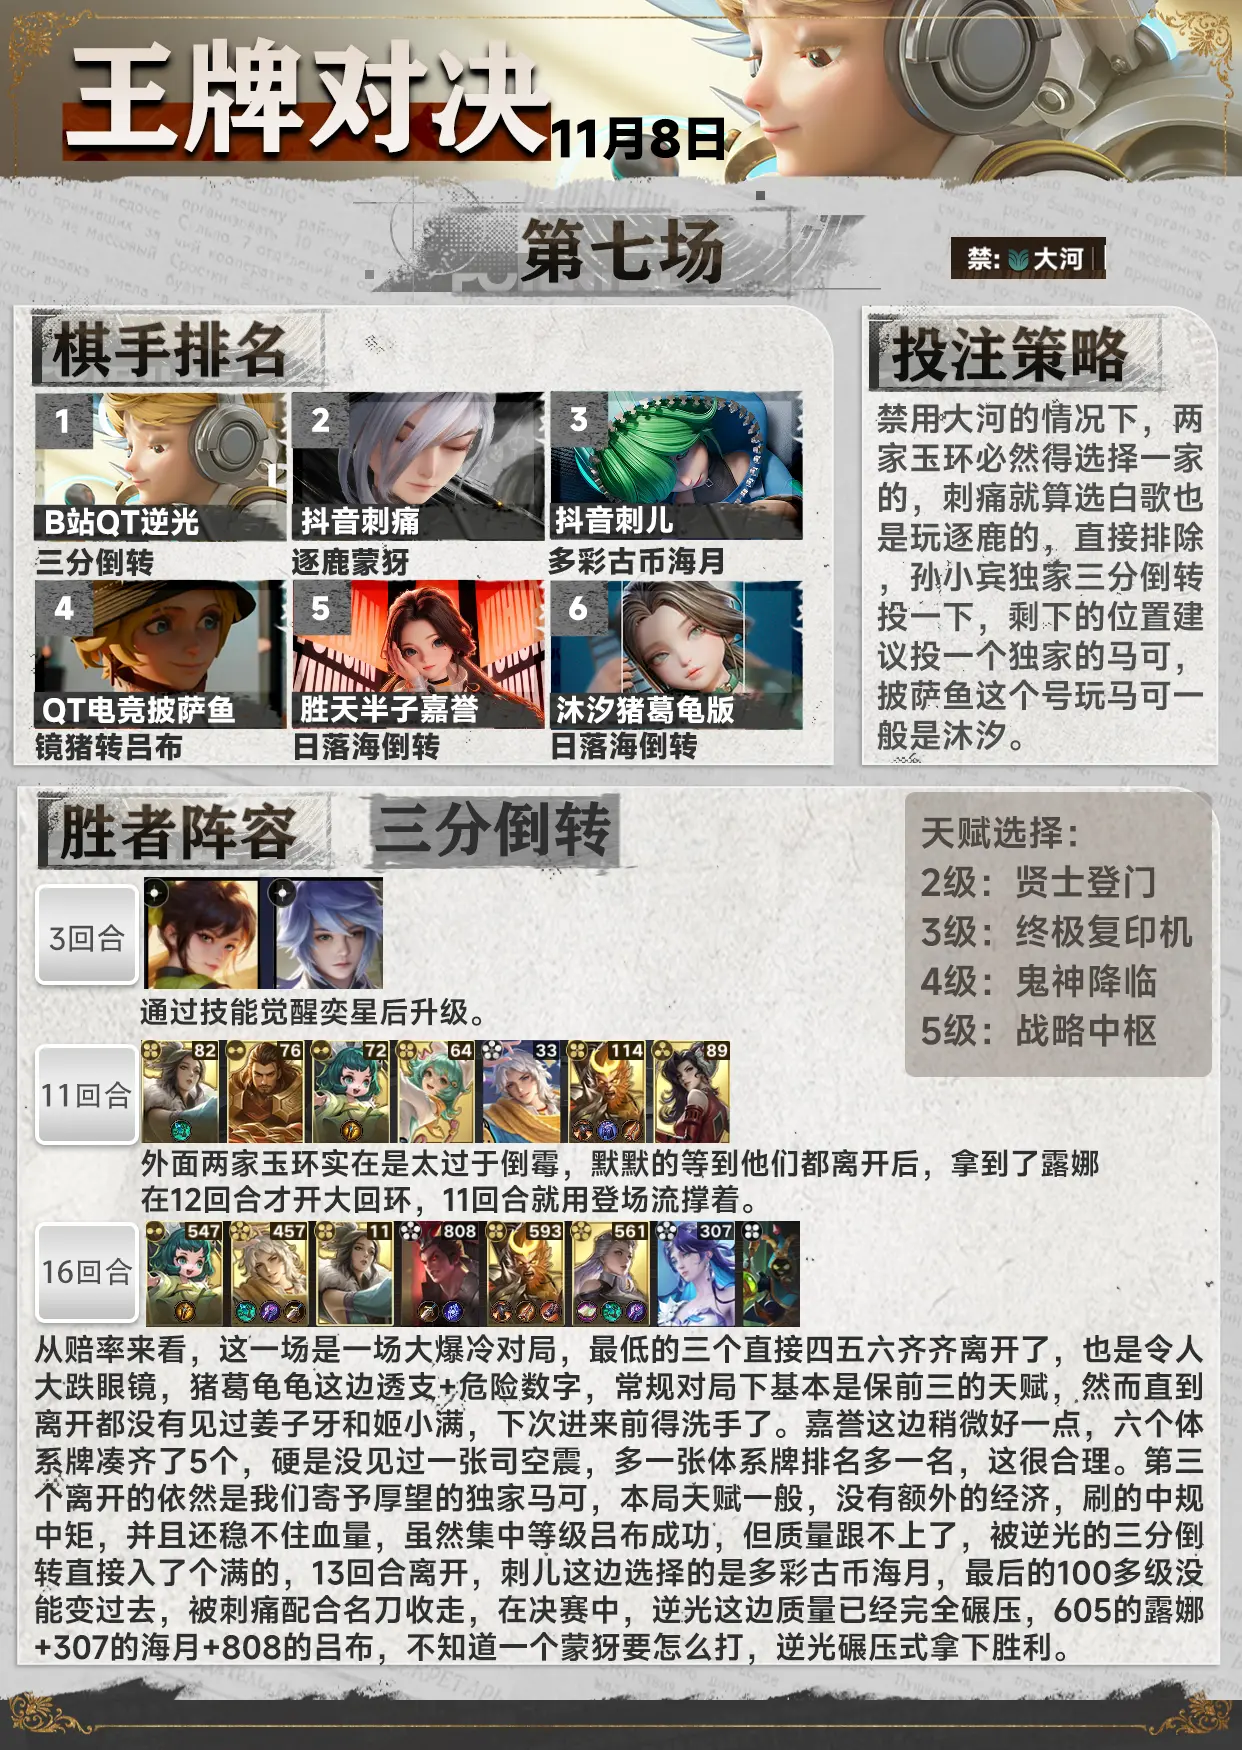 王牌对决
11月8日
第七场
禁:大河
棋手排名
1
B站QT逆光
三分倒转
2
抖音刺痛
逐鹿蒙犽
3
抖音刺儿
多彩古币海月
4
QT电竞披萨鱼
镜猪转吕布
5
胜天半子嘉誉
日落海倒转
6
沐汐猪葛龟版
日落海倒转
投注策略
禁用大河的情况下，两
家玉环必然得选择一家
的，刺痛就算选白歌也
是玩逐鹿的，直接排除
，孙小宾独家三分倒转
投一下，剩下的位置建
议投一个独家的马可，
披萨鱼这个号玩马可一
般是沐汐。
胜者阵容
三分倒转
天赋选择：
2级：贤士登门
3级：终极复印机
4级：鬼神降临
5级：战略中枢
3回合
通过技能觉醒奕星后升级。
11回合
82 76 72 64 33 114 89
外面两家玉环实在是太过于倒霉，默默的等到他们都离开后，拿到了露娜
在12回合才开大回环，11回合就用登场流撑着。
16回合
547 457 11 808 593 561 307
从赔率来看，这一场是一场大爆冷对局，最低的三个直接四五六齐齐离开了，也是令人
大跌眼镜，猪葛龟龟这边透支+危险数字，常规对局下基本是保前三的天赋，然而直到
离开都没有见过姜子牙和姬小满，下次进来前得洗手了。嘉誉这边稍微好一点，六个体
系牌凑齐了5个，硬是没见过一张司空震，多一张体系牌排名多一名，这很合理。第三
个离开的依然是我们寄予厚望的独家马可，本局天赋一般，没有额外的经济，刷的中规
中矩，并且还稳不住血量，虽然集中等级吕布成功，但质量跟不上了，被逆光的三分倒
转直接入了个满的，13回合离开，刺儿这边选择的是多彩古币海月，最后的100多级没
能变过去，被刺痛配合名刀收走，在决赛中，逆光这边质量已经完全碾压，605的露娜
+307的海月+808的吕布，不知道一个蒙犽要怎么打，逆光碾压式拿下胜利。